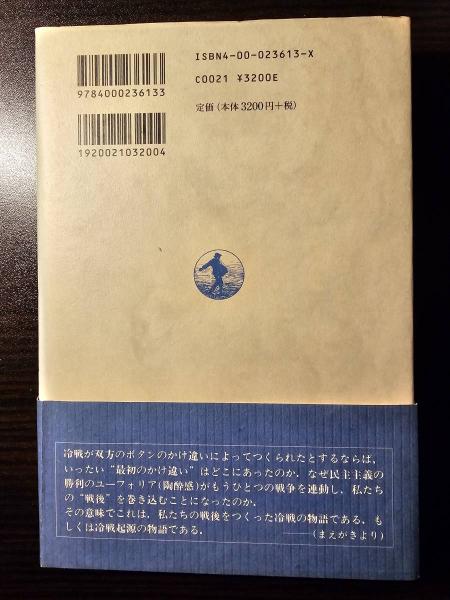 ISBN4-00-023613-X
C0021 ¥3200E
定価(本体3200円+税)
9784000236133
1920021032004
冷戦が双方のボタンのかけ違いによってつくられたとするならば,
いったい“最初のかけ違い”はどこにあったのか.なぜ民主主義の
勝利のユーフォリア(陶酔感)がもうひとつの戦争を連動し,私たち
の“戦後”を巻き込むことになったのか.
その意味でこれは,私たちの戦後をつくった冷戦の物語である.も
しくは冷戦起源の物語である. ――(まえがきより)